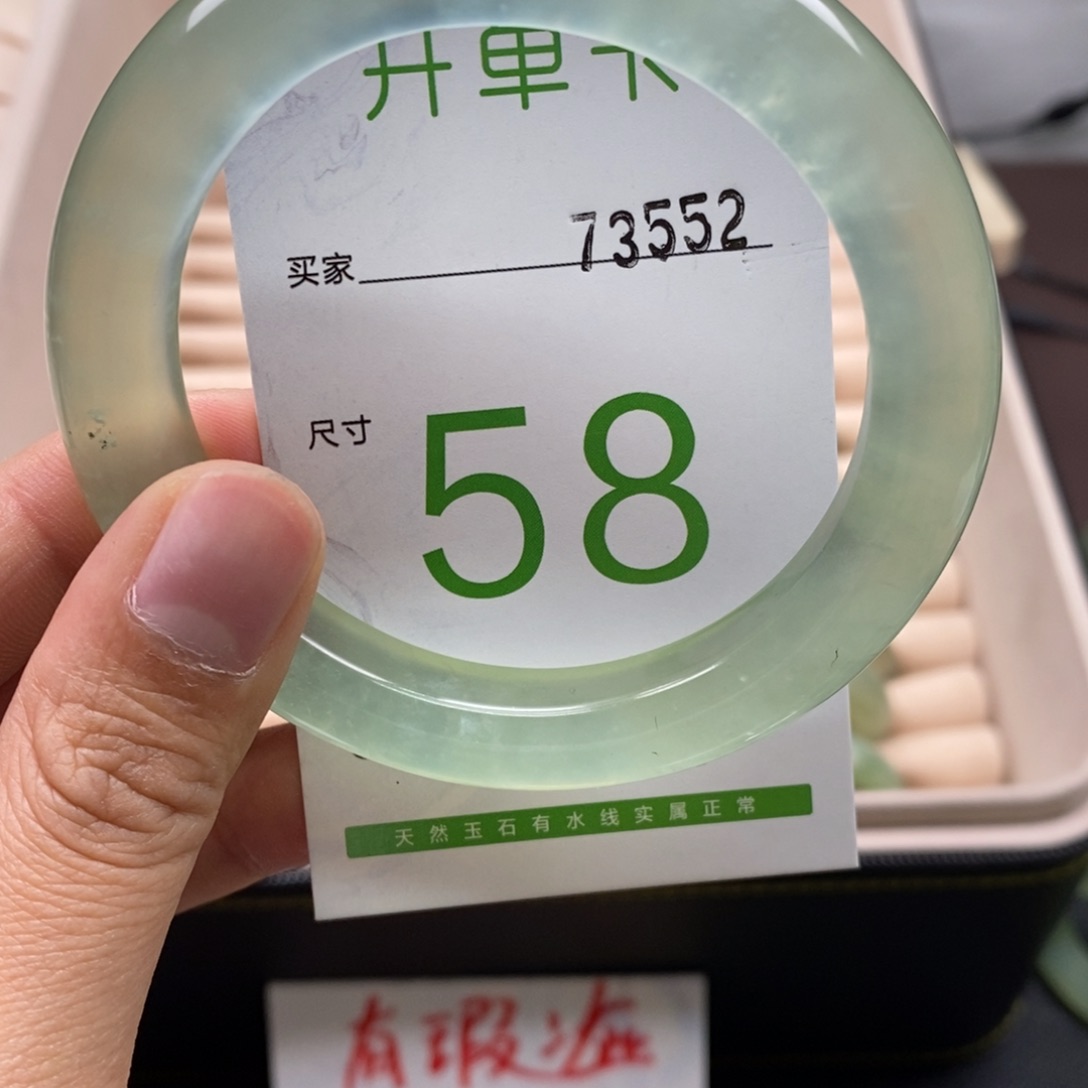 开单卡
买家 73552
尺寸 58
天然玉石有水线实属正常
有瑕疵